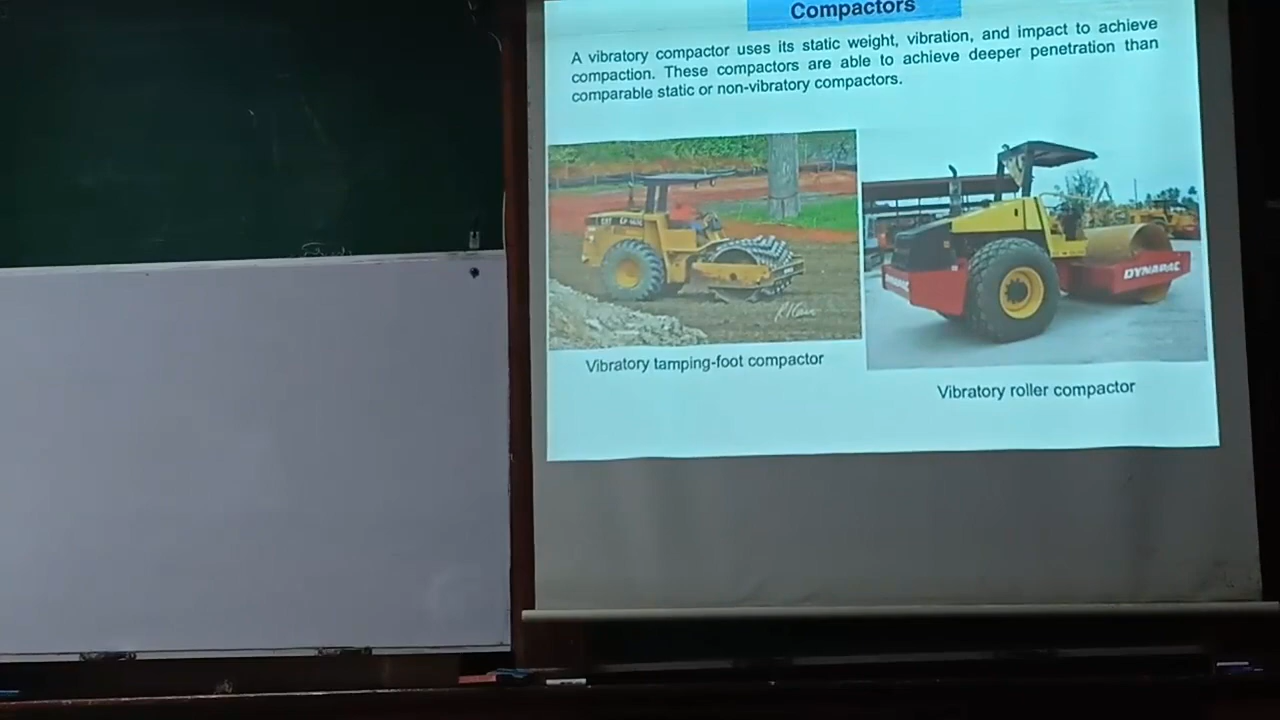 Compactors
A vibratory compactor uses its static weight, vibration, and impact to achieve
compaction. These compactors are able to achieve deeper penetration than
comparable static or non-vibratory compactors.
CAT
DYNAPAC
Vibratory tamping-foot compactor
Vibratory roller compactor